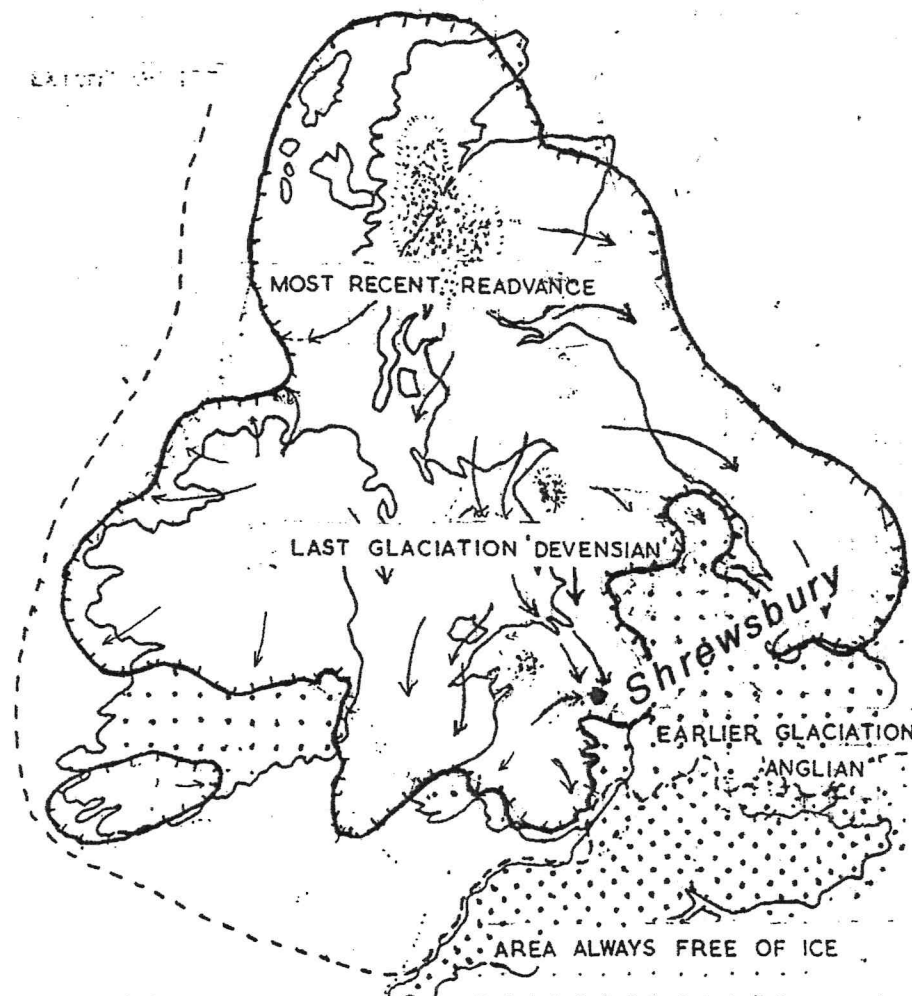 MOST RECENT READVANCE
LAST GLACIATION DEVENSIAN
Shrewsbury
EARLIER GLACIATION
ANGLIAN
AREA ALWAYS FREE OF ICE